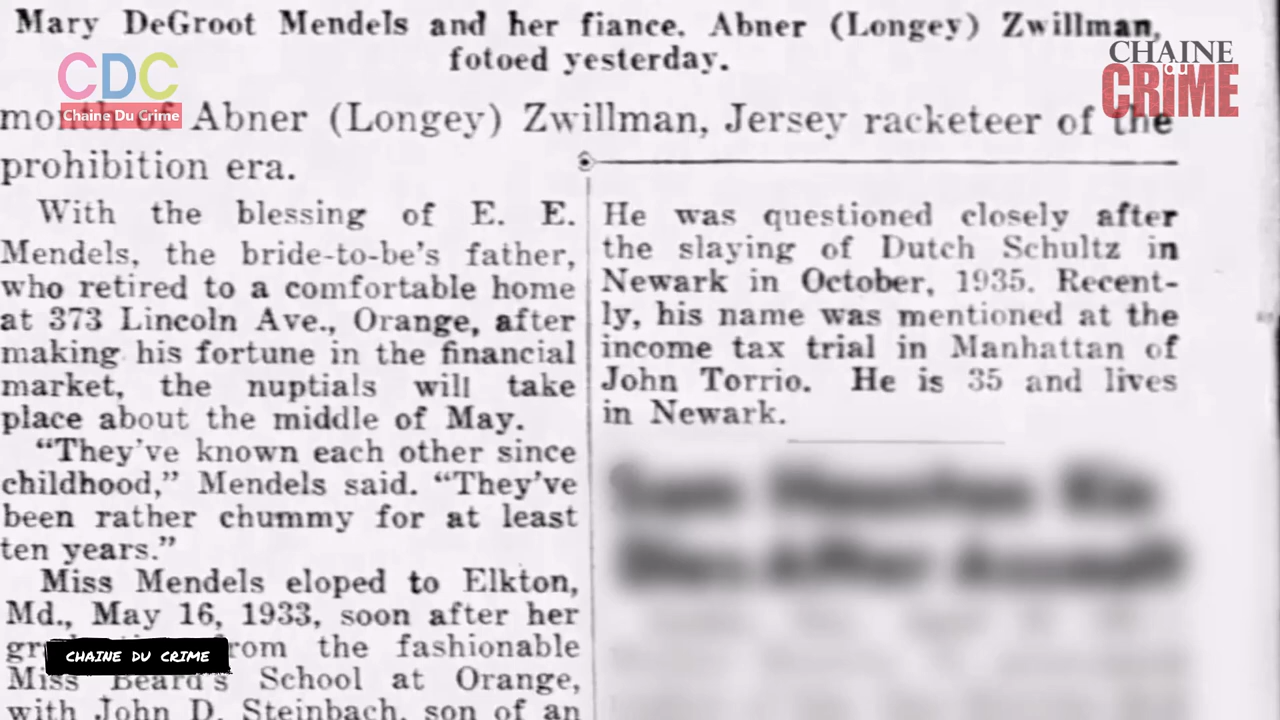 Mary DeGroot Mendels and her fiance, Abner (Longey) Zwillman,
fotoed yesterday.
CDC
Chaine Du Crime
CHAINE
du
CRIME
month of Abner (Longey) Zwillman, Jersey racketeer of the
prohibition era.
With the blessing of E. E.
Mendels, the bride-to-be's father,
who retired to a comfortable home
at 373 Lincoln Ave., Orange, after
making his fortune in the financial
market, the nuptials will take
place about the middle of May.
"They've known each other since
childhood," Mendels said. "They've
been rather chummy for at least
ten years."
Miss Mendels eloped to Elkton,
Md., May 16, 1933, soon after her
from the fashionable
Miss Beard's School at Orange,
with John D. Steinbach, son of an
He was questioned closely after
the slaying of Dutch Schultz in
Newark in October, 1935. Recent-
ly, his name was mentioned at the
income tax trial in Manhattan of
John Torrio. He is 35 and lives
in Newark.
CHAINE DU CRIME